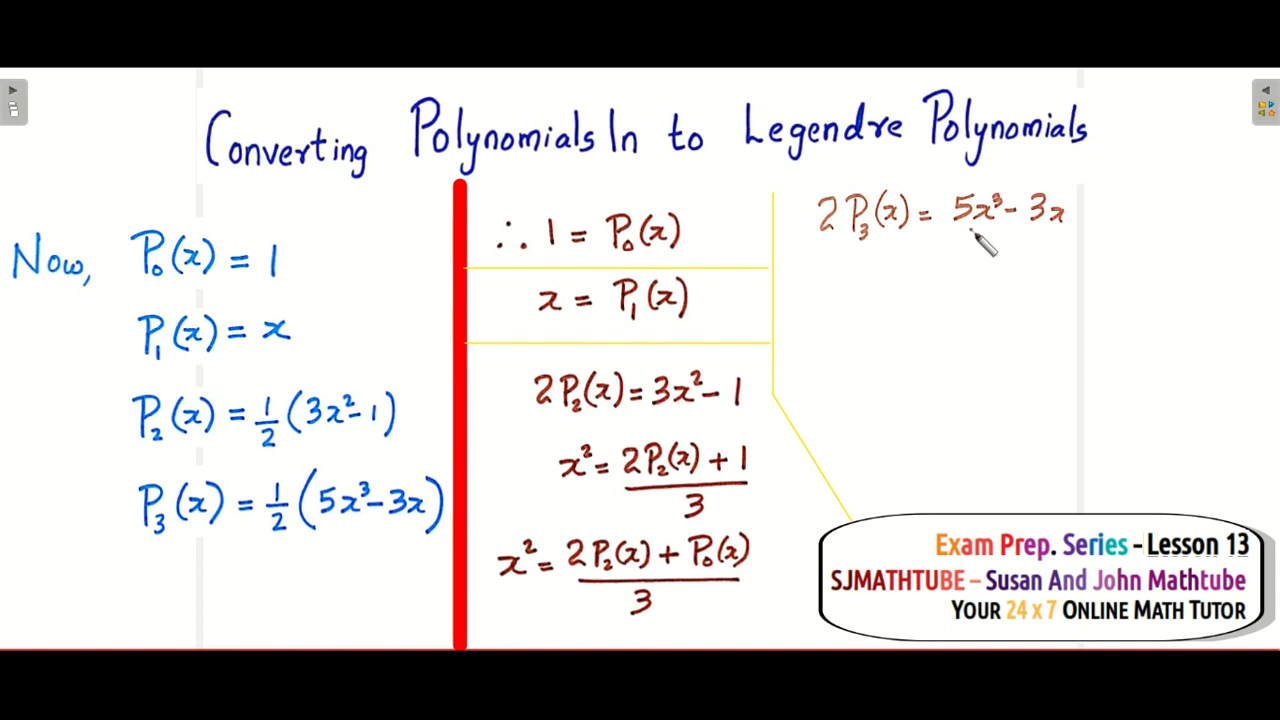 Converting Polynomials In to Legendre Polynomials
Now, P₀(x) = 1
P₁(x) = x
P₂(x) = 1/2 (3x² - 1)
P₃(x) = 1/2 (5x³ - 3x)
∴ 1 = P₀(x)
x = P₁(x)
2P₂(x) = 3x² - 1
x² = (2P₂(x) + 1)/3
x² = (2P₂(x) + P₀(x))/3
2P₃(x) = 5x³ - 3x
Exam Prep. Series - Lesson 13
SJMATHTUBE – Susan And John Mathtube
YOUR 24 x 7 ONLINE MATH TUTOR